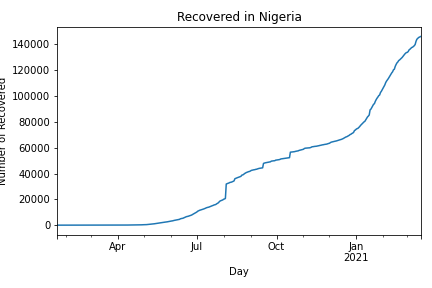 Recovered in Nigeria
Number of Recovered
140000
120000
100000
80000
60000
40000
20000
0
Apr
Jul
Oct
Jan
2021
Day